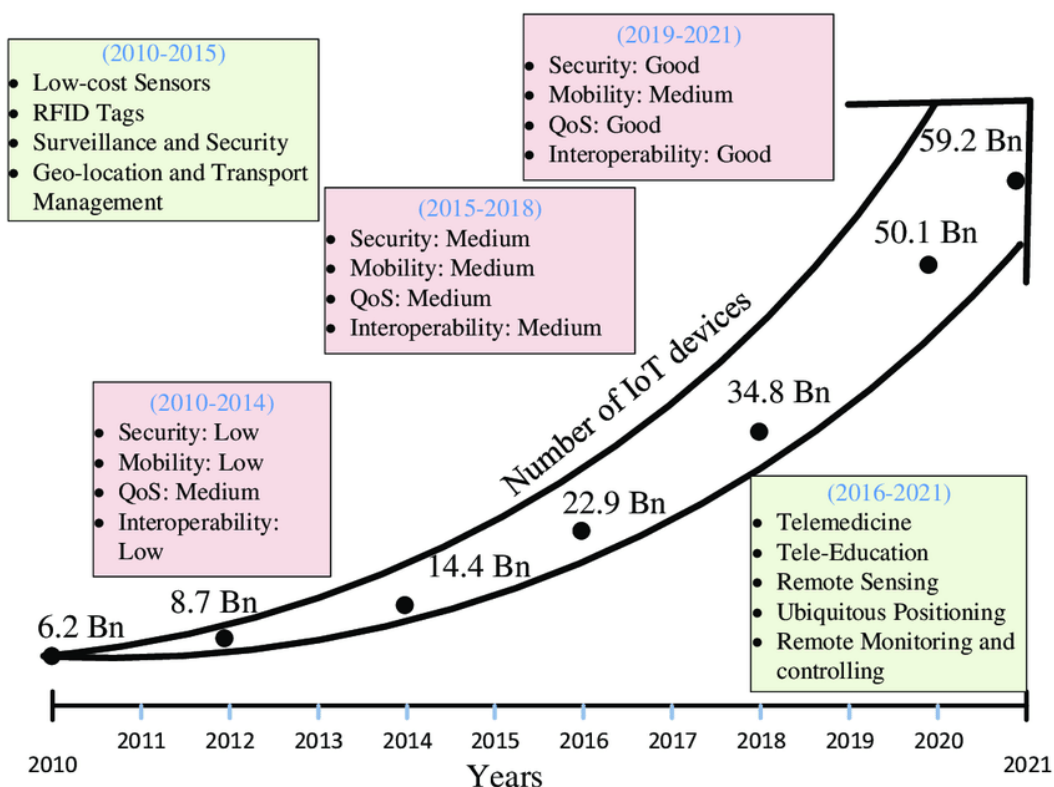 (2010-2015)
• Low-cost Sensors
• RFID Tags
• Surveillance and Security
• Geo-location and Transport
Management
(2019-2021)
• Security: Good
• Mobility: Medium
• QoS: Good
• Interoperability: Good
(2015-2018)
• Security: Medium
• Mobility: Medium
• QoS: Medium
• Interoperability: Medium
(2010-2014)
• Security: Low
• Mobility: Low
• QoS: Medium
• Interoperability:
Low
Number of IoT devices
59.2 Bn
50.1 Bn
34.8 Bn
22.9 Bn
14.4 Bn
8.7 Bn
6.2 Bn
(2016-2021)
• Telemedicine
• Tele-Education
• Remote Sensing
• Ubiquitous Positioning
• Remote Monitoring and
controlling
2010 2011 2012 2013 2014 2015 2016 2017 2018 2019 2020 2021
Years